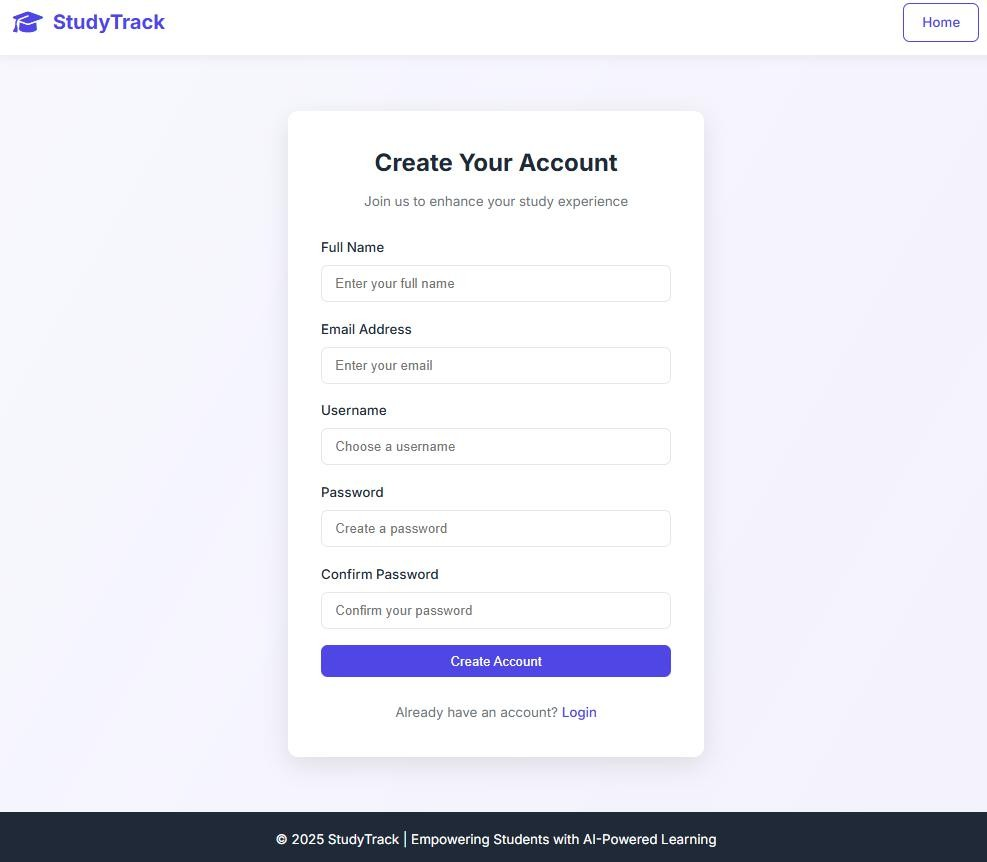 StudyTrack
Home
Create Your Account
Join us to enhance your study experience
Full Name
Enter your full name
Email Address
Enter your email
Username
Choose a username
Password
Create a password
Confirm Password
Confirm your password
Create Account
Already have an account? Login
© 2025 StudyTrack | Empowering Students with AI-Powered Learning